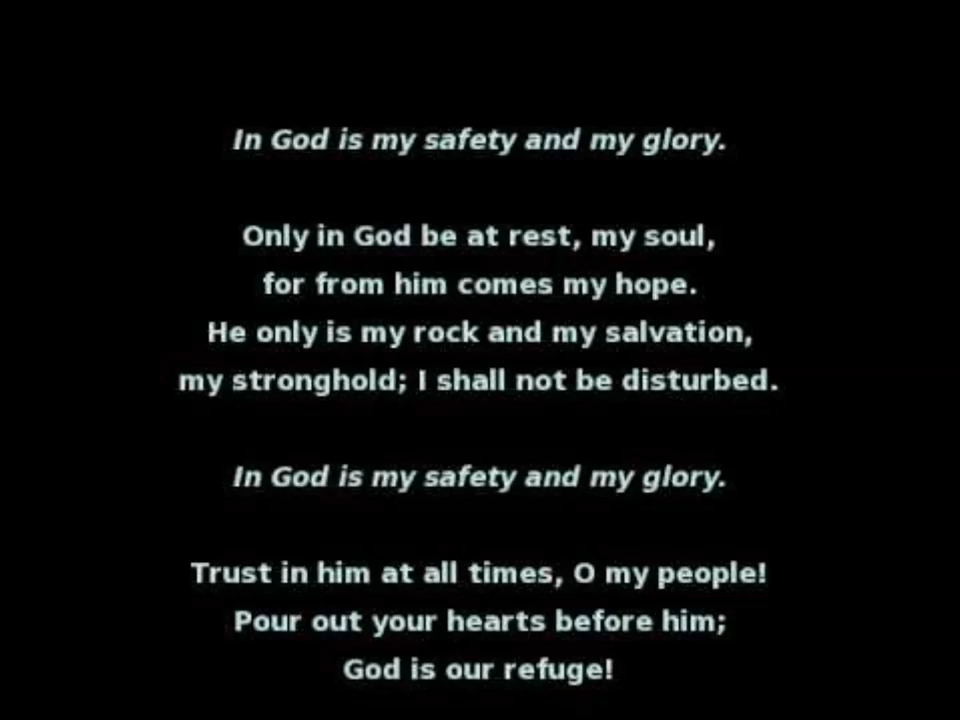 In God is my safety and my glory.
Only in God be at rest, my soul,
for from him comes my hope.
He only is my rock and my salvation,
my stronghold; I shall not be disturbed.
In God is my safety and my glory.
Trust in him at all times, O my people!
Pour out your hearts before him;
God is our refuge!